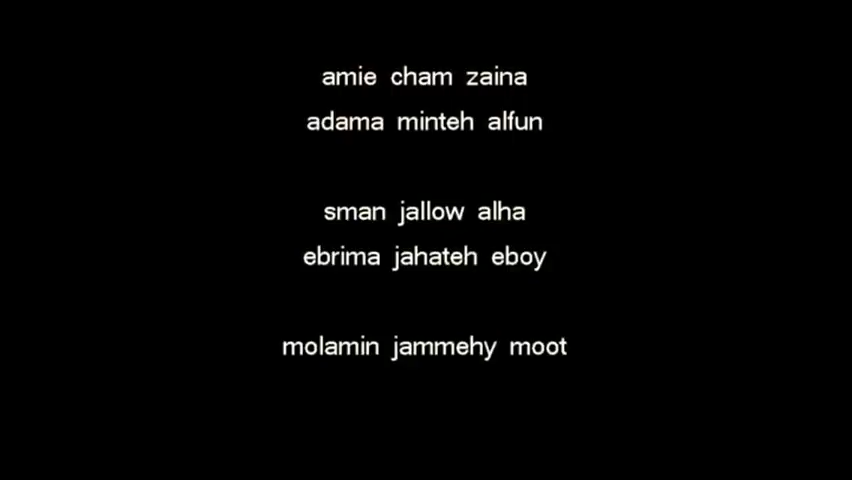 amie cham zaina
adama minteh alfun
sman jallow alha
ebrima jahateh eboy
molamin jammehy moot